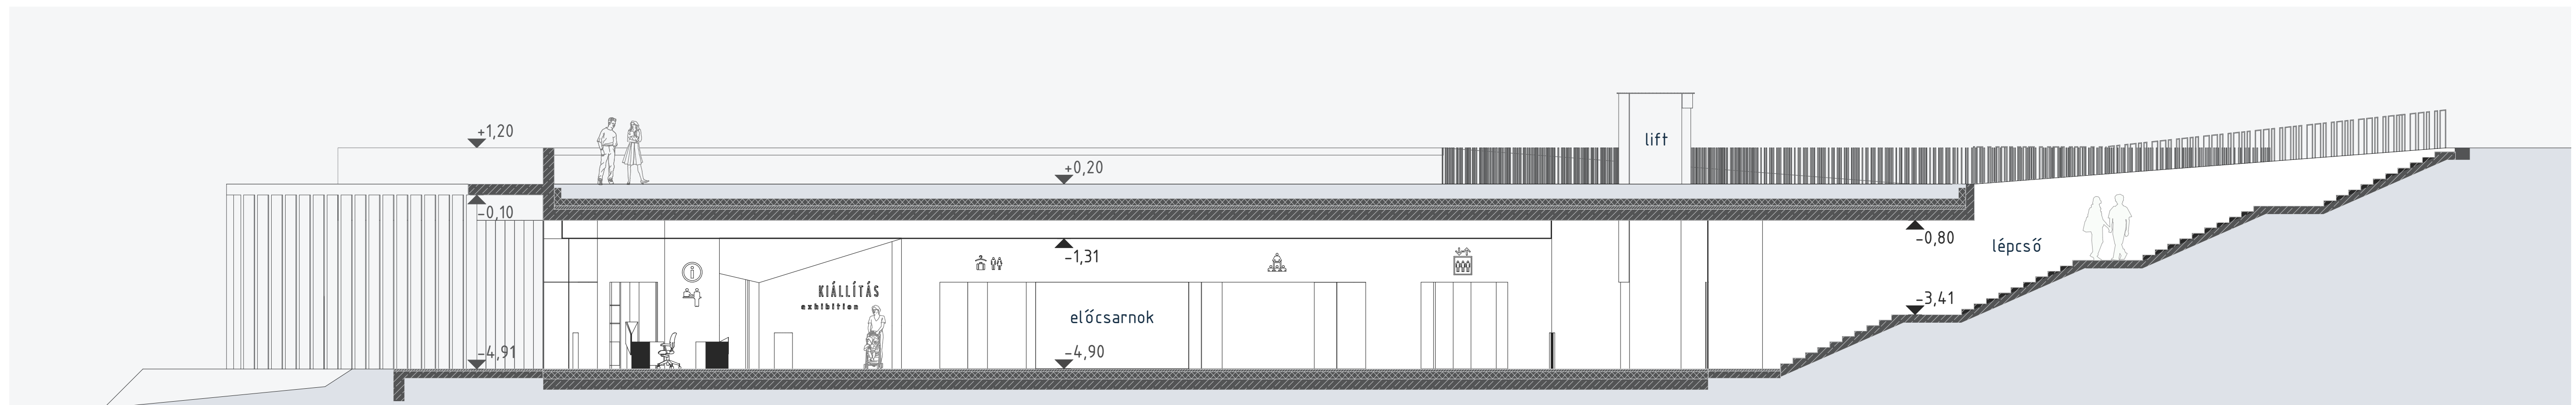 +1,20
lift
+0,20
-0,10
-0,80
lépcső
-1,31
KIÁLLÍTÁS
exhibition
-3,41
előcsarnok
-4,91
-4,90